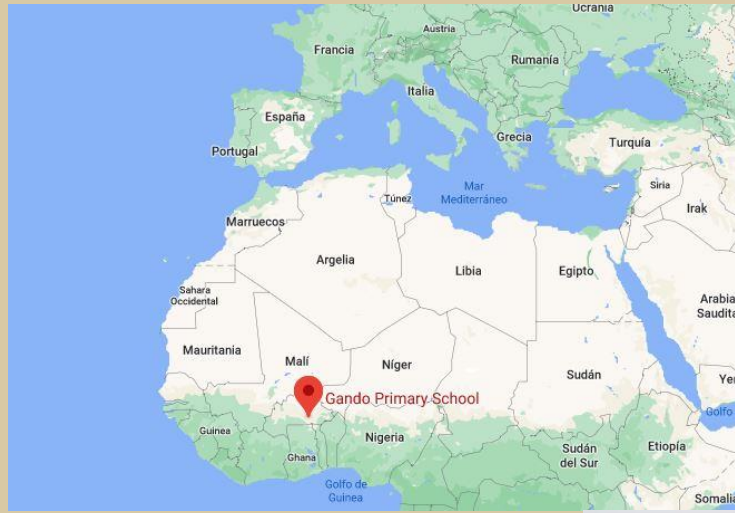 Ucrania
Austria
Francia
Rumanía
Italia
España
Grecia
Turquía
Portugal
Mar
Mediterráneo
Siria
Túnez
Irak
Marruecos
Argelia
Libia
Egipto
Sahara
Occidental
Arabia
Saudita
Mauritania
Malí
Níger
Sudán
Gando Primary School
Golfo
Guinea
Nigeria
Ghana
Sudán
del Sur
Etiopía
Golfo de
Guinea
Somalia